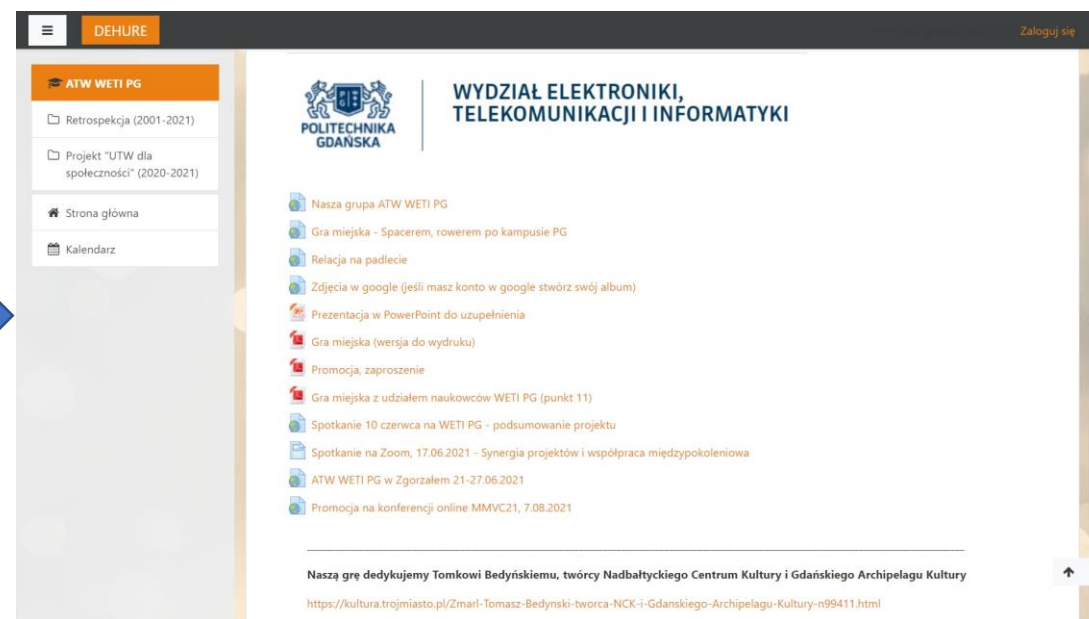 DEHURE
Zaloguj się
ATW WETI PG
Retrospekcja (2001-2021)
Projekt "UTW dla
społeczności" (2020-2021)
Strona główna
Kalendarz
POLITECHNIKA
GDAŃSKA
WYDZIAŁ ELEKTRONIKI,
TELEKOMUNIKACJI I INFORMATYKI
Nasza grupa ATW WETI PG
Gra miejska - Spacerem, rowerem po kampusie PG
Relacja na padlecie
Zdjęcia w google (jeśli masz konto w google stwórz swój album)
Prezentacja w PowerPoint do uzupełnienia
Gra miejska (wersja do wydruku)
Promocja, zaproszenie
Gra miejska z udziałem naukowców WETI PG (punkt 11)
Spotkanie 10 czerwca na WETI PG - podsumowanie projektu
Spotkanie na Zoom, 17.06.2021 - Synergia projektów i współpraca międzypokoleniowa
ATW WETI PG w Zgorzałem 21-27.06.2021
Promocja na konferencji online MMVC21, 7.08.2021
Naszą grę dedykujemy Tomkowi Bedyńskiemu, twórcy Nadbałtyckiego Centrum Kultury i Gdańskiego Archipelagu Kultury
https://kultura.trojmiasto.pl/Zmarl-Tomasz-Bedynski-tworca-NCK-i-Gdanskiego-Archipelagu-Kultury-n99411.html